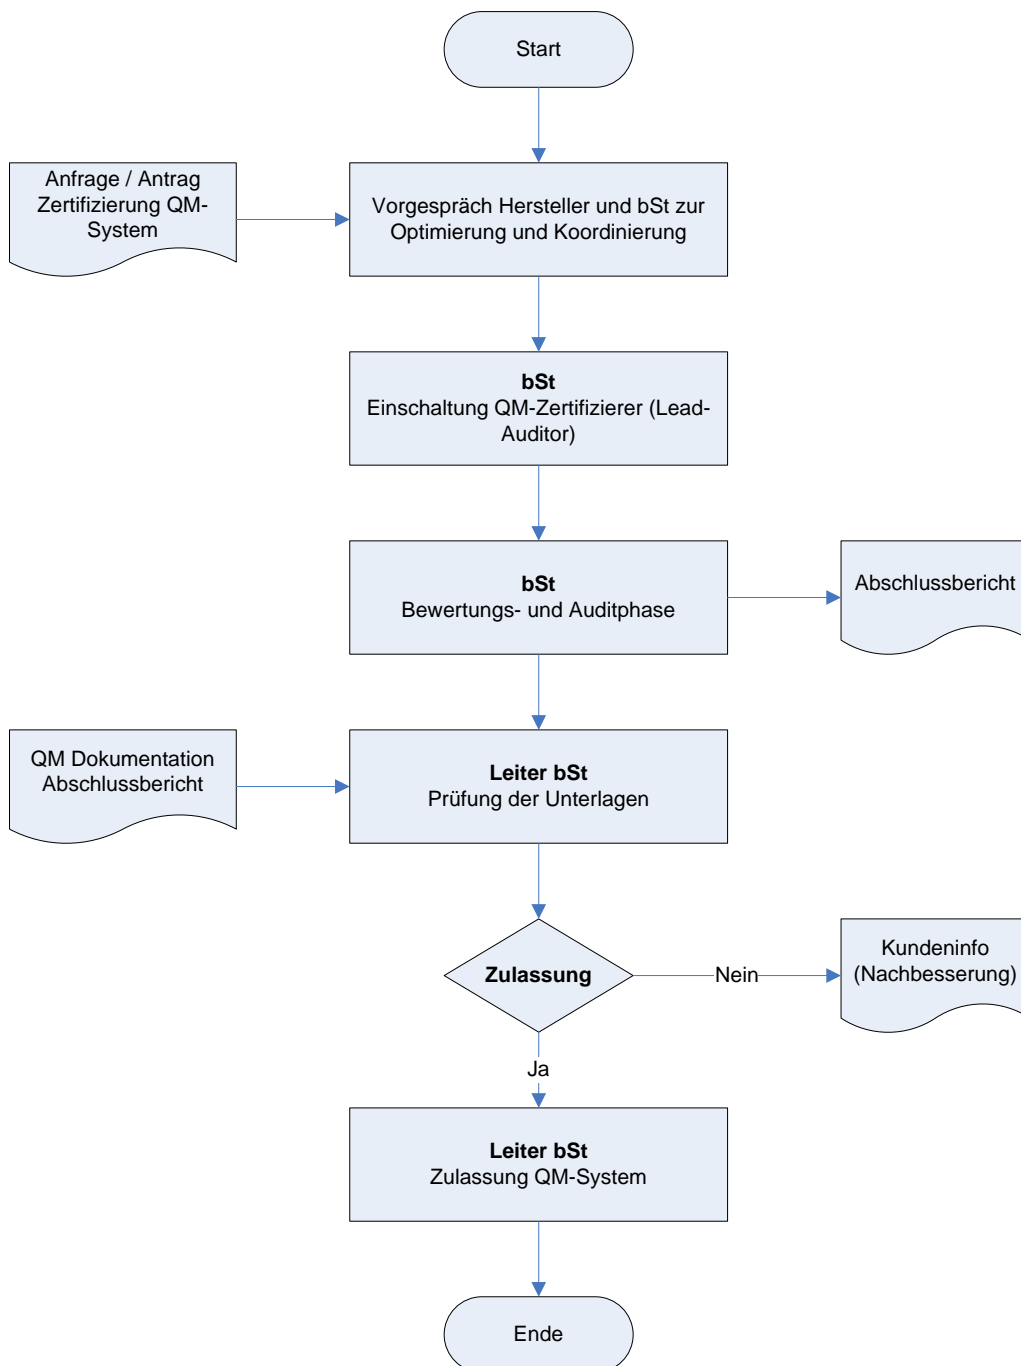 Start
Anfrage / Antrag
Zertifizierung QM-
System
Vorgespräch Hersteller und bSt zur
Optimierung und Koordinierung
bSt
Einschaltung QM-Zertifizierer (Lead-
Auditor)
bSt
Bewertungs- und Auditphase
Abschlussbericht
QM Dokumentation
Abschlussbericht
Leiter bSt
Prüfung der Unterlagen
Zulassung
Nein
Kundeninfo
(Nachbesserung)
Ja
Leiter bSt
Zulassung QM-System
Ende